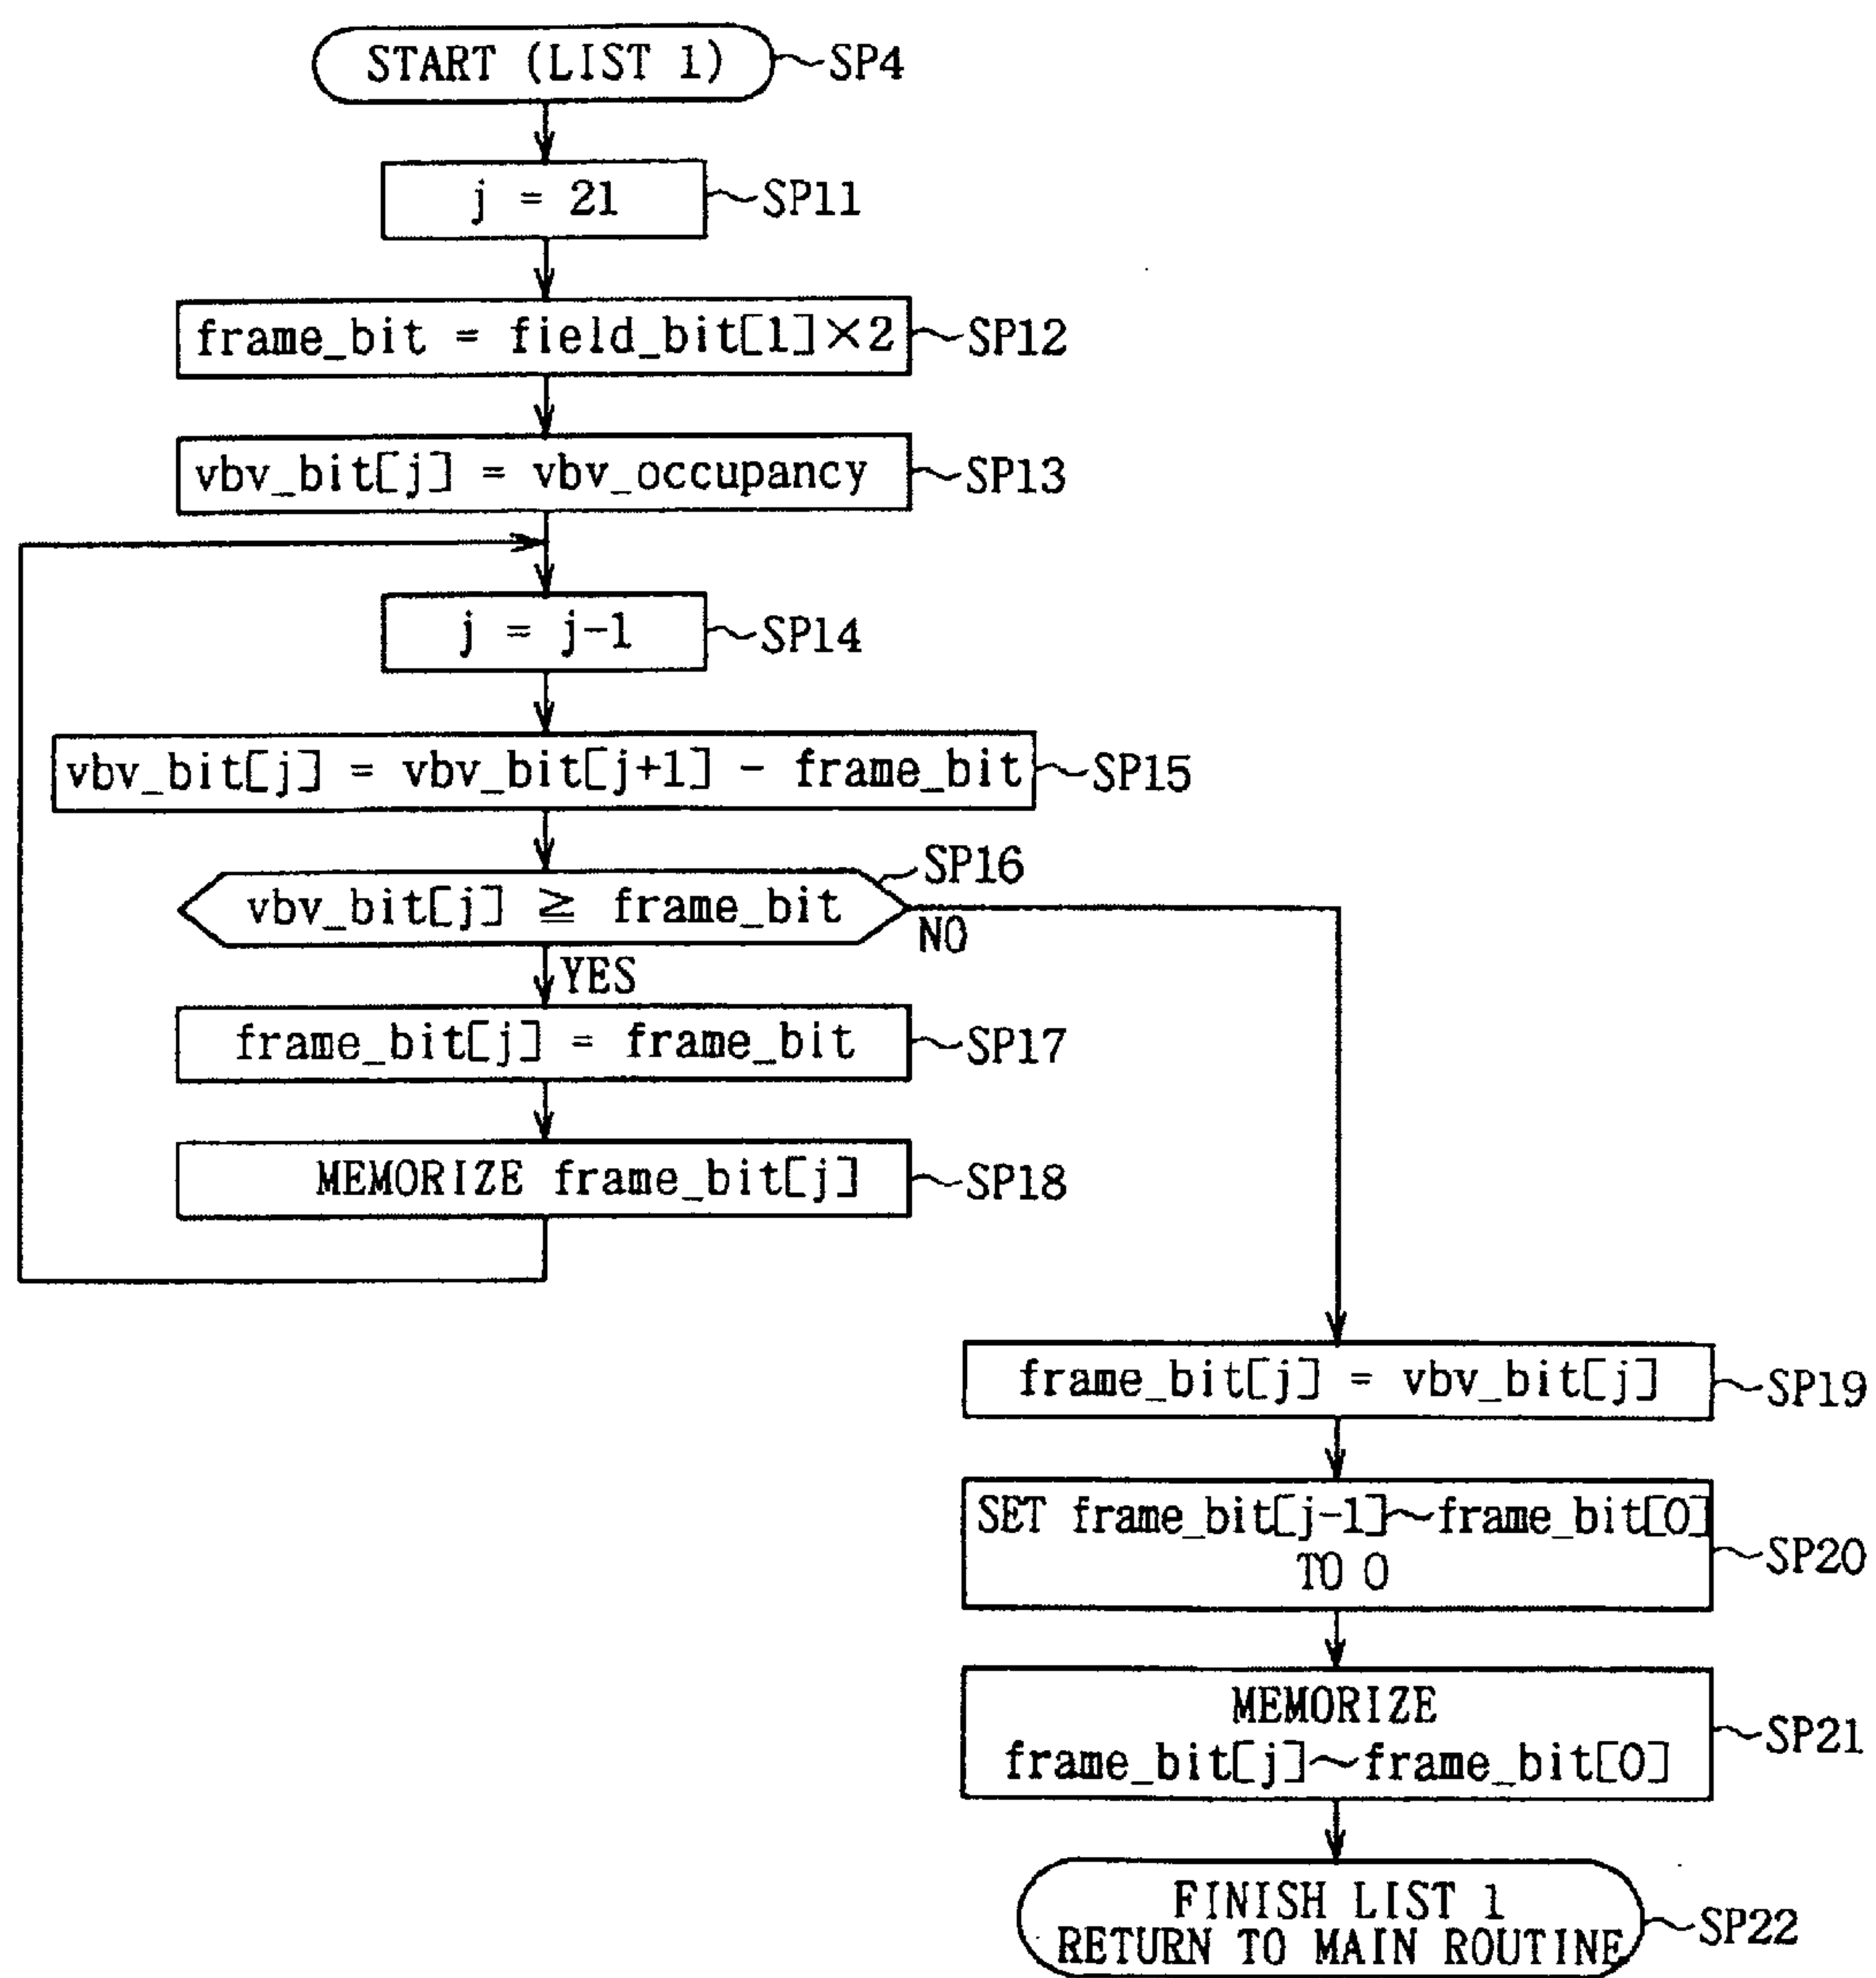 START (LIST 1)
SP4
j = 21
SP11
frame_bit = field_bit[1]×2
SP12
vbv_bit[j] = vbv_occupancy
SP13
j = j-1
SP14
vbv_bit[j] = vbv_bit[j+1] - frame_bit
SP15
SP16
vbv_bit[j] ≧ frame_bit
NO
YES
frame_bit[j] = frame_bit
SP17
MEMORIZE frame_bit[j]
SP18
frame_bit[j] = vbv_bit[j]
SP19
SET frame_bit[j-1]~frame_bit[0]
TO 0
SP20
MEMORIZE
frame_bit[j]~frame_bit[0]
SP21
FINISH LIST 1
RETURN TO MAIN ROUTINE
SP22